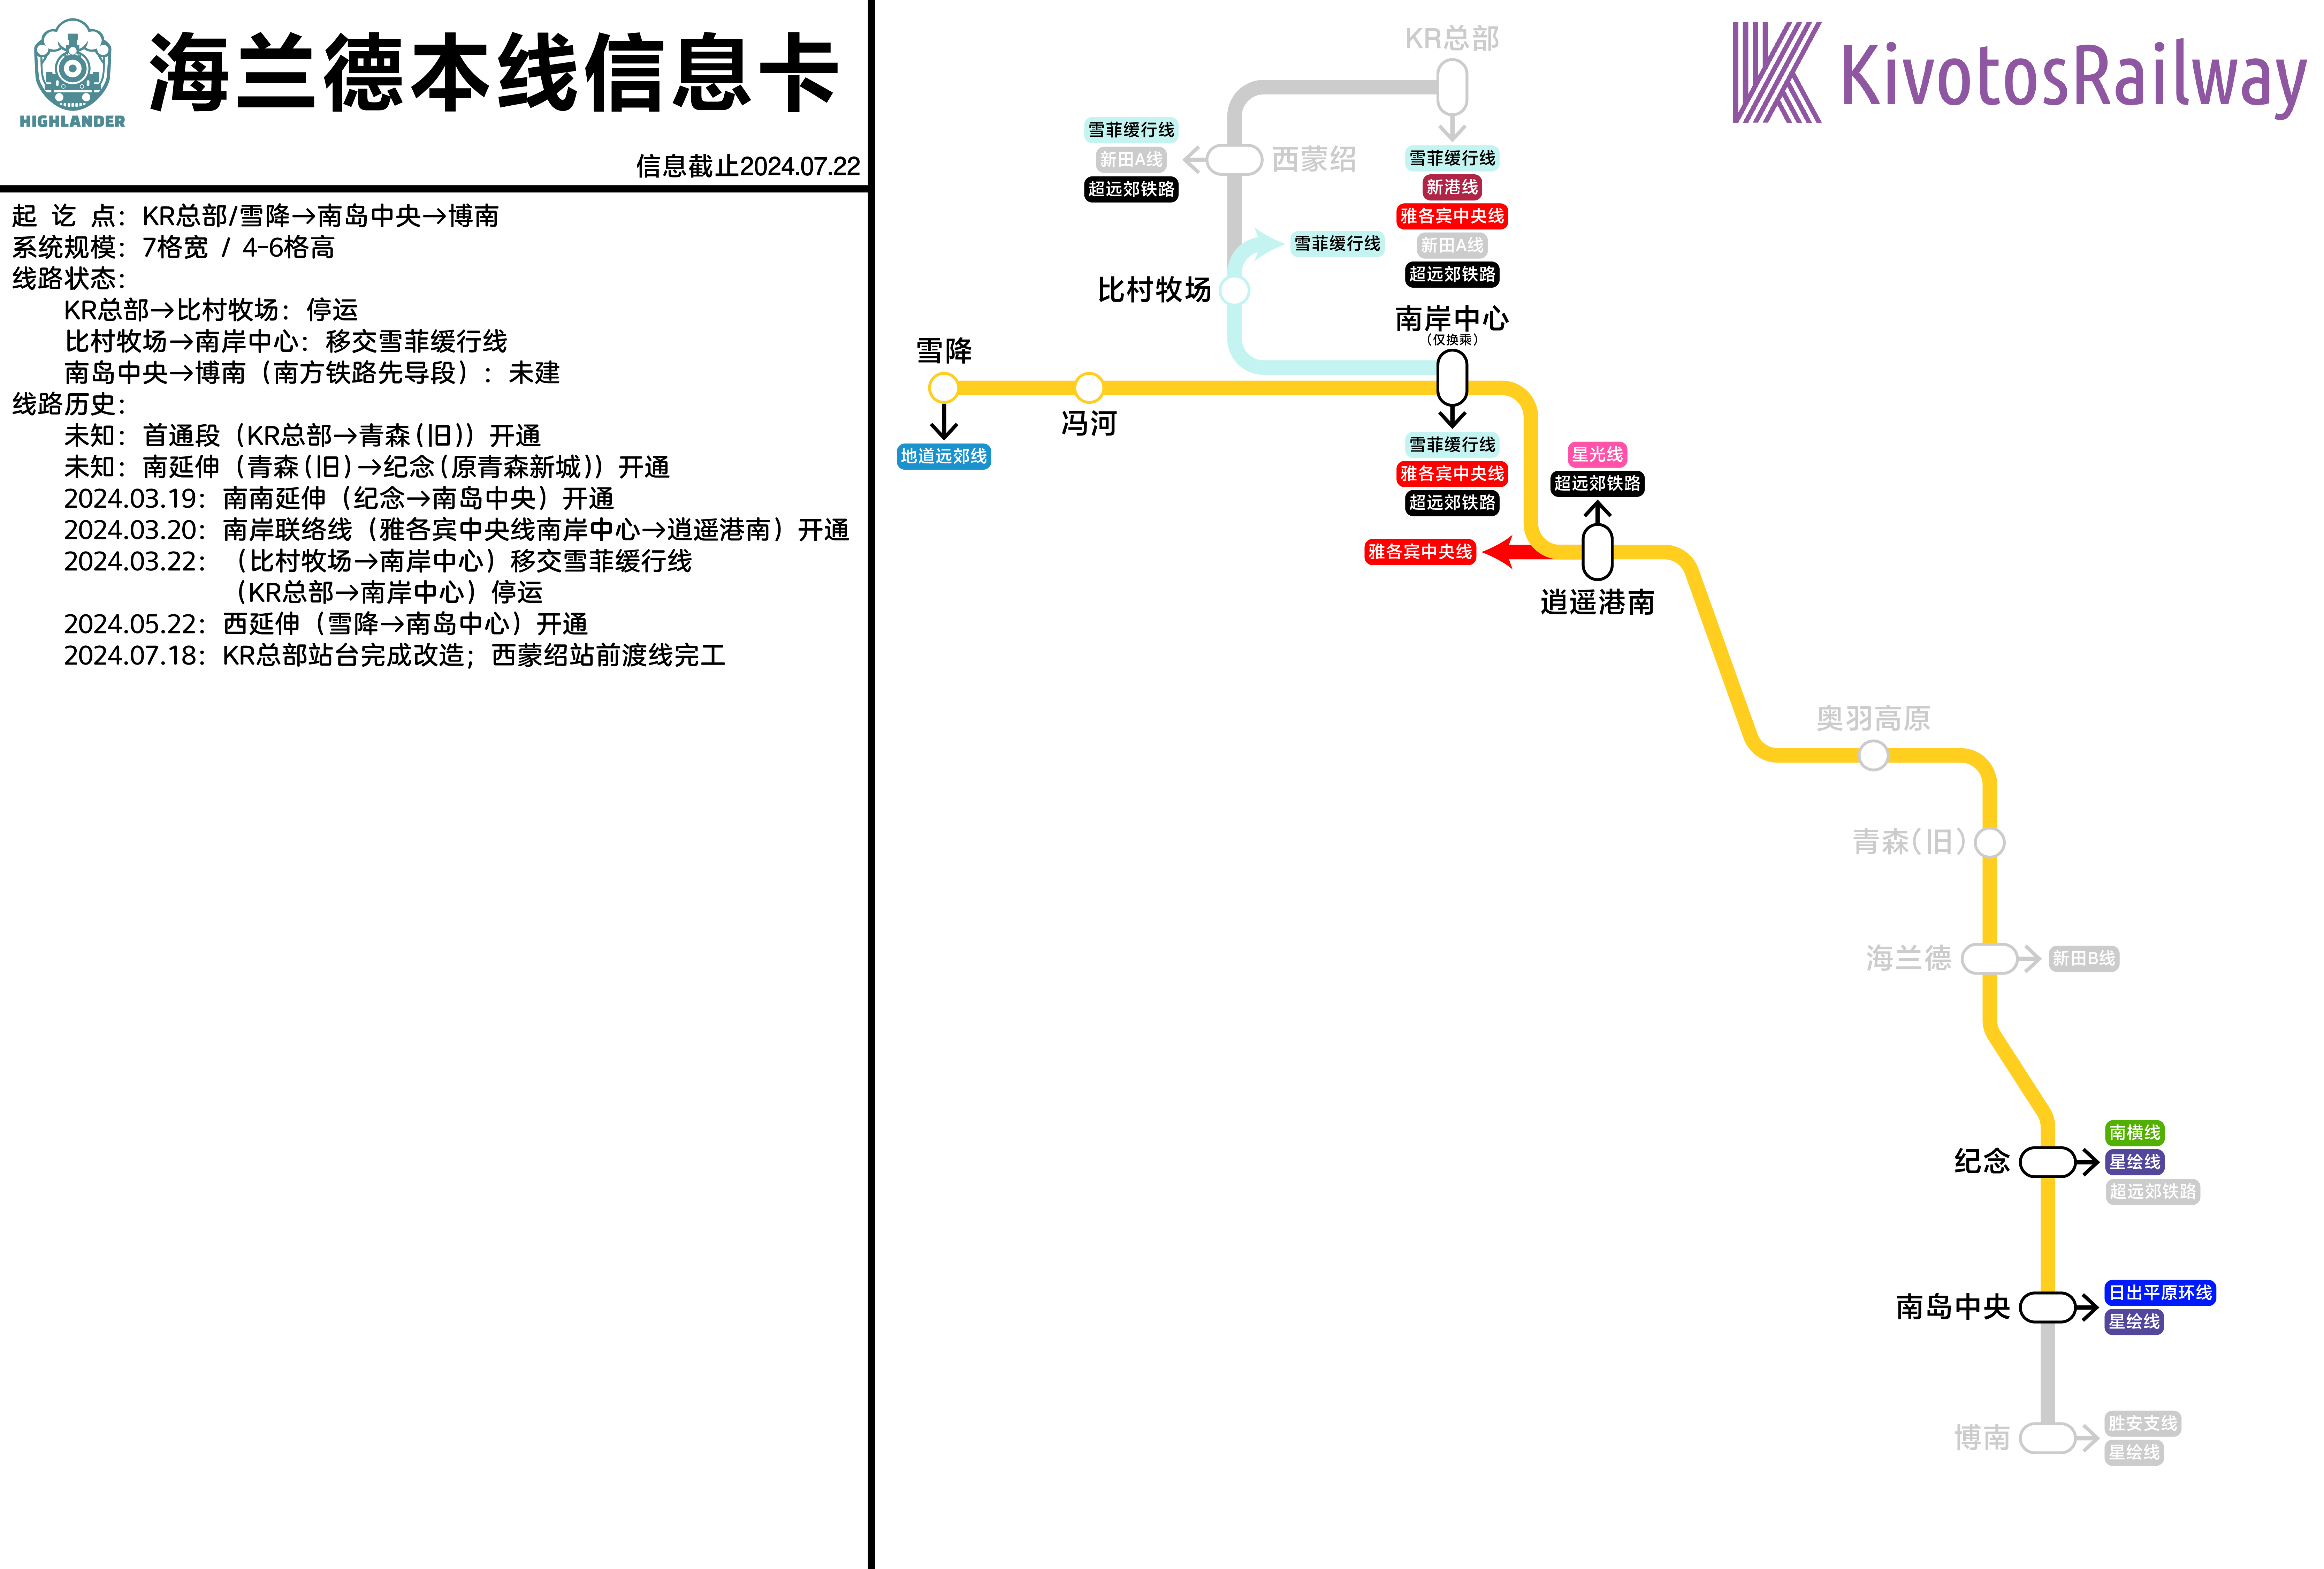 HIGHLANDER
海兰德本线信息卡
信息截止2024.07.22
起 讫 点：KR总部/雪降→南岛中央→博南
系统规模：7格宽 / 4-6格高
线路状态：
KR总部→比村牧场：停运
比村牧场→南岸中心：移交雪菲缓行线
南岛中央→博南（南方铁路先导段）：未建
线路历史：
未知：首通段（KR总部→青森(旧)）开通
未知：南延伸（青森(旧)→纪念(原青森新城)）开通
2024.03.19：南南延伸（纪念→南岛中央）开通
2024.03.20：南岸联络线（雅各宾中央线南岸中心→逍遥港南）开通
2024.03.22：（比村牧场→南岸中心）移交雪菲缓行线
（KR总部→南岸中心）停运
2024.05.22：西延伸（雪降→南岛中心）开通
2024.07.18：KR总部站台完成改造；西蒙绍站前渡线完工
KivotosRailway
KR总部
雪菲缓行线
新港线
雅各宾中央线
新田A线
超远郊铁路
雪菲缓行线
新田A线
超远郊铁路
西蒙绍
雪菲缓行线
比村牧场
南岸中心
（仅换乘）
雪菲缓行线
雅各宾中央线
超远郊铁路
雪降
地道远郊线
冯河
星光线
超远郊铁路
雅各宾中央线
逍遥港南
奥羽高原
青森(旧)
海兰德
新田B线
纪念
南横线
星绘线
超远郊铁路
南岛中央
日出平原环线
星绘线
博南
胜安支线
星绘线